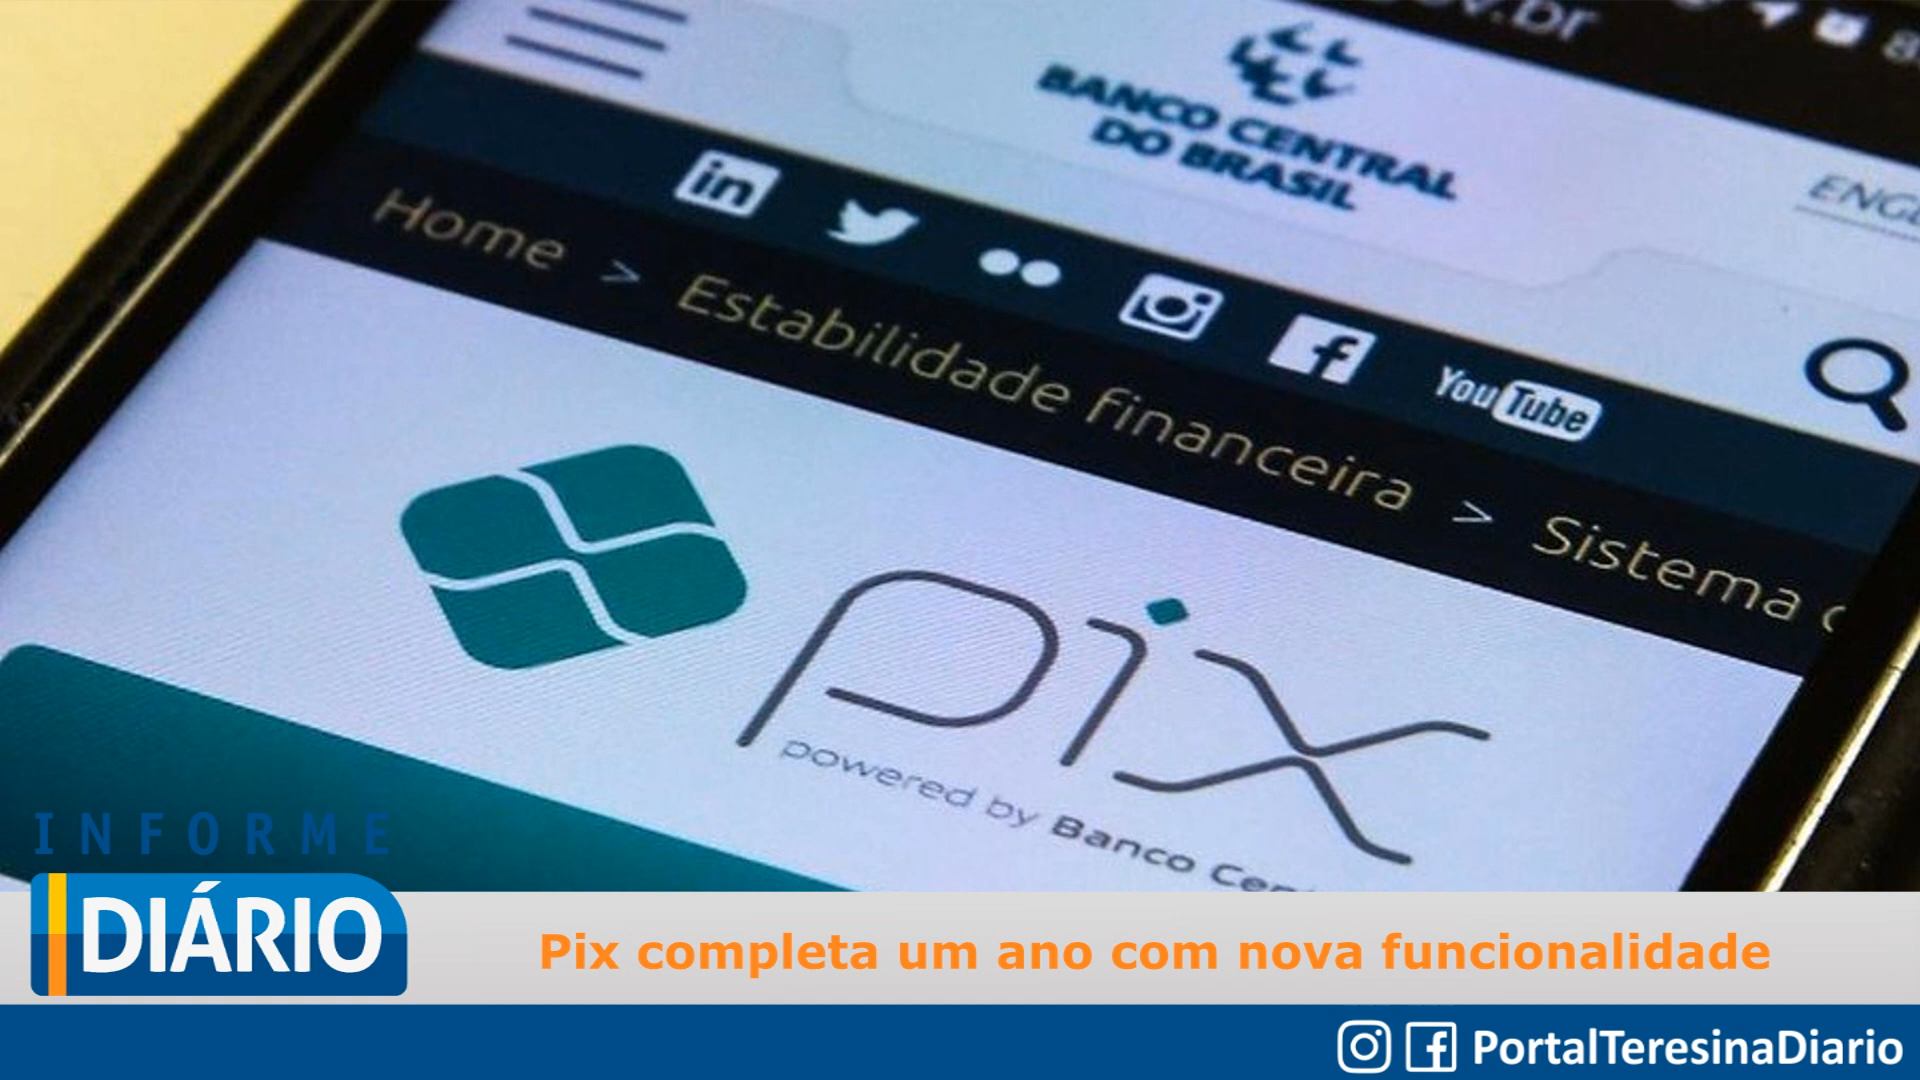 BANCO CENTRAL
DO BRASIL
in
f
You Tube
Home > Estabilidade financeira > Sistema
pix
powered by Banco
INFORME
DIÁRIO
Pix completa um ano com nova funcionalidade
f PortalTeresinaDiario